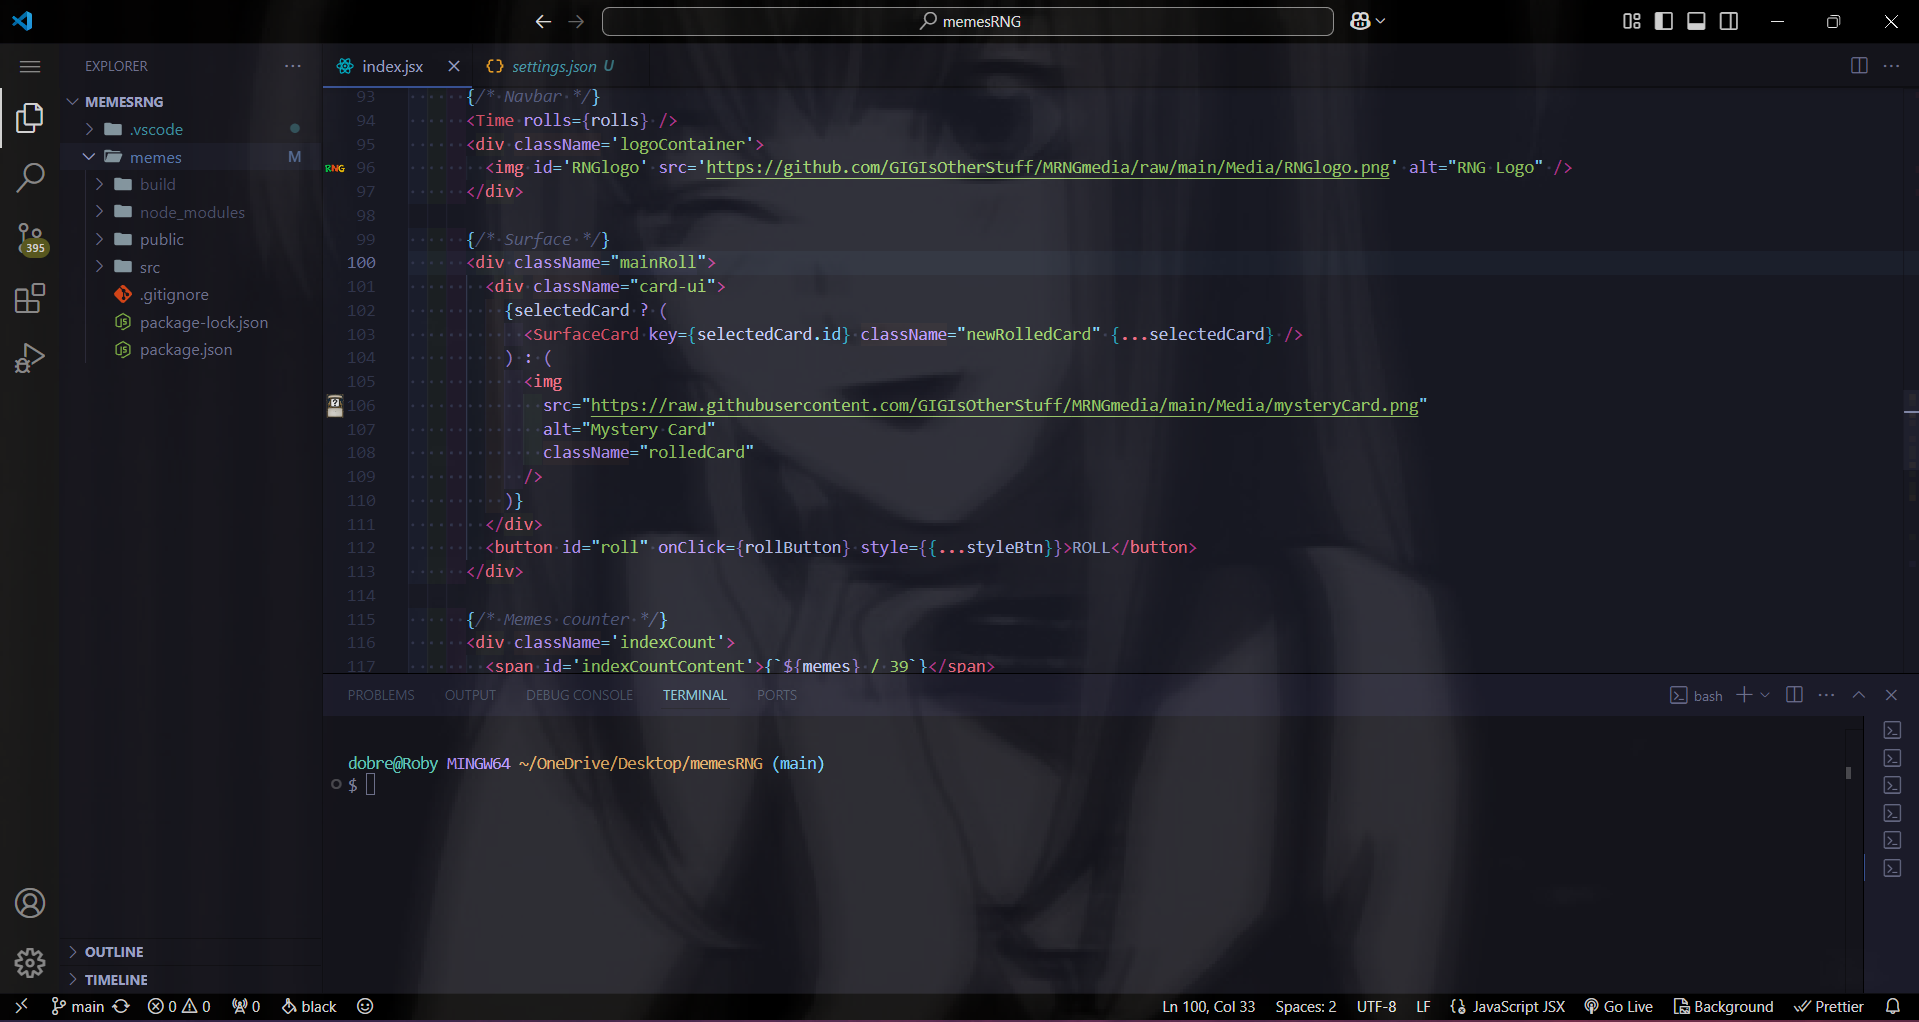 memesRNG
EXPLORER
index.jsx
settings.json U
MEMESRNG
.vscode
memes M
build
node_modules
public
src
.gitignore
package-lock.json
package.json
395
93 {/* Navbar */}
94 <Time rolls={rolls} />
95 <div className='logoContainer'>
RNG 96 <img id='RNGlogo' src='https://github.com/GIGIsOtherStuff/MRNGmedia/raw/main/Media/RNGlogo.png' alt="RNG Logo" />
97 </div>
98
99 {/* Surface */}
100 <div className="mainRoll">
101 <div className="card-ui">
102 {selectedCard ? (
103 <SurfaceCard key={selectedCard.id} className="newRolledCard" {...selectedCard} />
104 ) : (
105 <img
106 src="https://raw.githubusercontent.com/GIGIsOtherStuff/MRNGmedia/main/Media/mysteryCard.png"
107 alt="Mystery Card"
108 className="rolledCard"
109 />
110 )}
111 </div>
112 <button id="roll" onClick={rollButton} style={{...styleBtn}}>ROLL</button>
113 </div>
114
115 {/* Memes counter */}
116 <div className='indexCount'>
117 <span id='indexCountContent'>{`${memes} / 39`}</span>
PROBLEMS OUTPUT DEBUG CONSOLE TERMINAL PORTS
bash
dobre@Roby MINGW64 ~/OneDrive/Desktop/memesRNG (main)
$
OUTLINE
TIMELINE
main 0 0 0 black
Ln 100, Col 33 Spaces: 2 UTF-8 LF {} JavaScript JSX Go Live Background Prettier